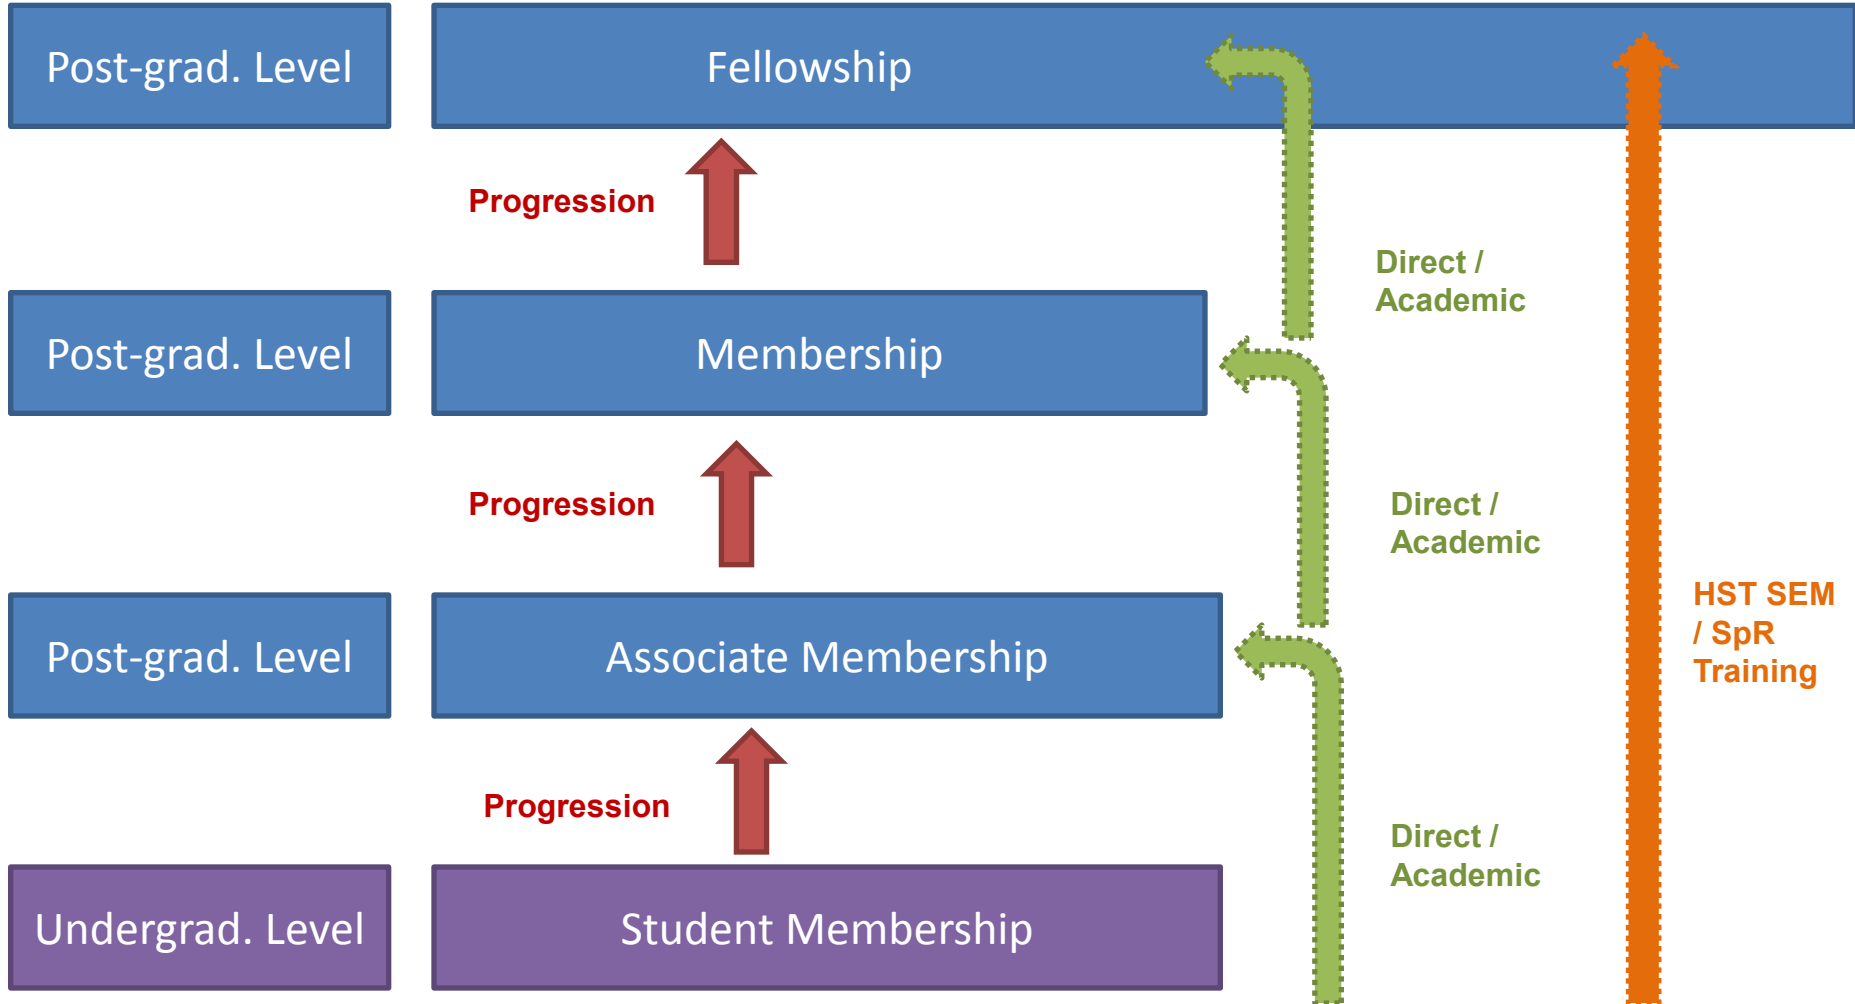 Post-grad. Level
Fellowship
Progression
Direct /
Academic
Post-grad. Level
Membership
Progression
Direct /
Academic
HST SEM
/ SpR
Training
Post-grad. Level
Associate Membership
Progression
Direct /
Academic
Undergrad. Level
Student Membership